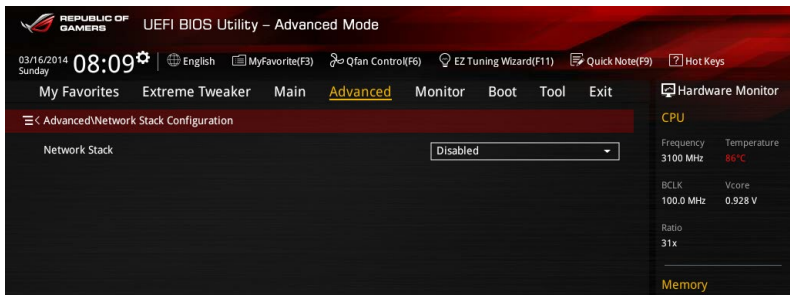 REPUBLIC OF
GAMERS
UEFI BIOS Utility – Advanced Mode
03/16/2014
Sunday
08:09
English
MyFavorite(F3)
Qfan Control(F6)
EZ Tuning Wizard(F11)
Quick Note(F9)
? Hot Keys
My Favorites Extreme Tweaker Main Advanced Monitor Boot Tool Exit
< Advanced\Network Stack Configuration
Network Stack Disabled
Hardware Monitor
CPU
Frequency Temperature
3100 MHz 86°C
BCLK Vcore
100.0 MHz 0.928 V
Ratio
31x
Memory